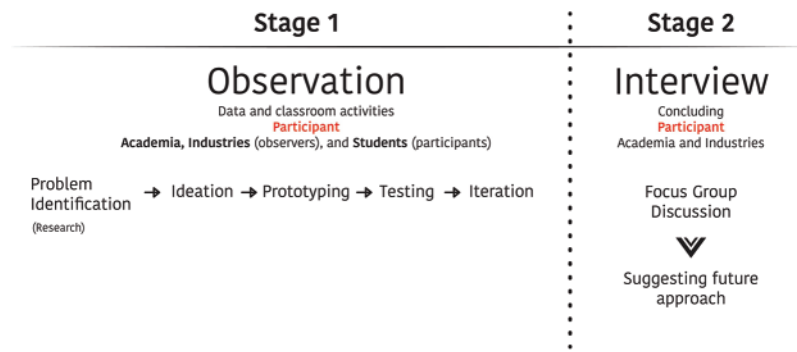 Stage 1
Observation
Data and classroom activities
Participant
Academia, Industries (observers), and Students (participants)
Problem
Identification
(Research)
Ideation
Prototyping
Testing
Iteration
Stage 2
Interview
Concluding
Participant
Academia and Industries
Focus Group
Discussion
Suggesting future
approach